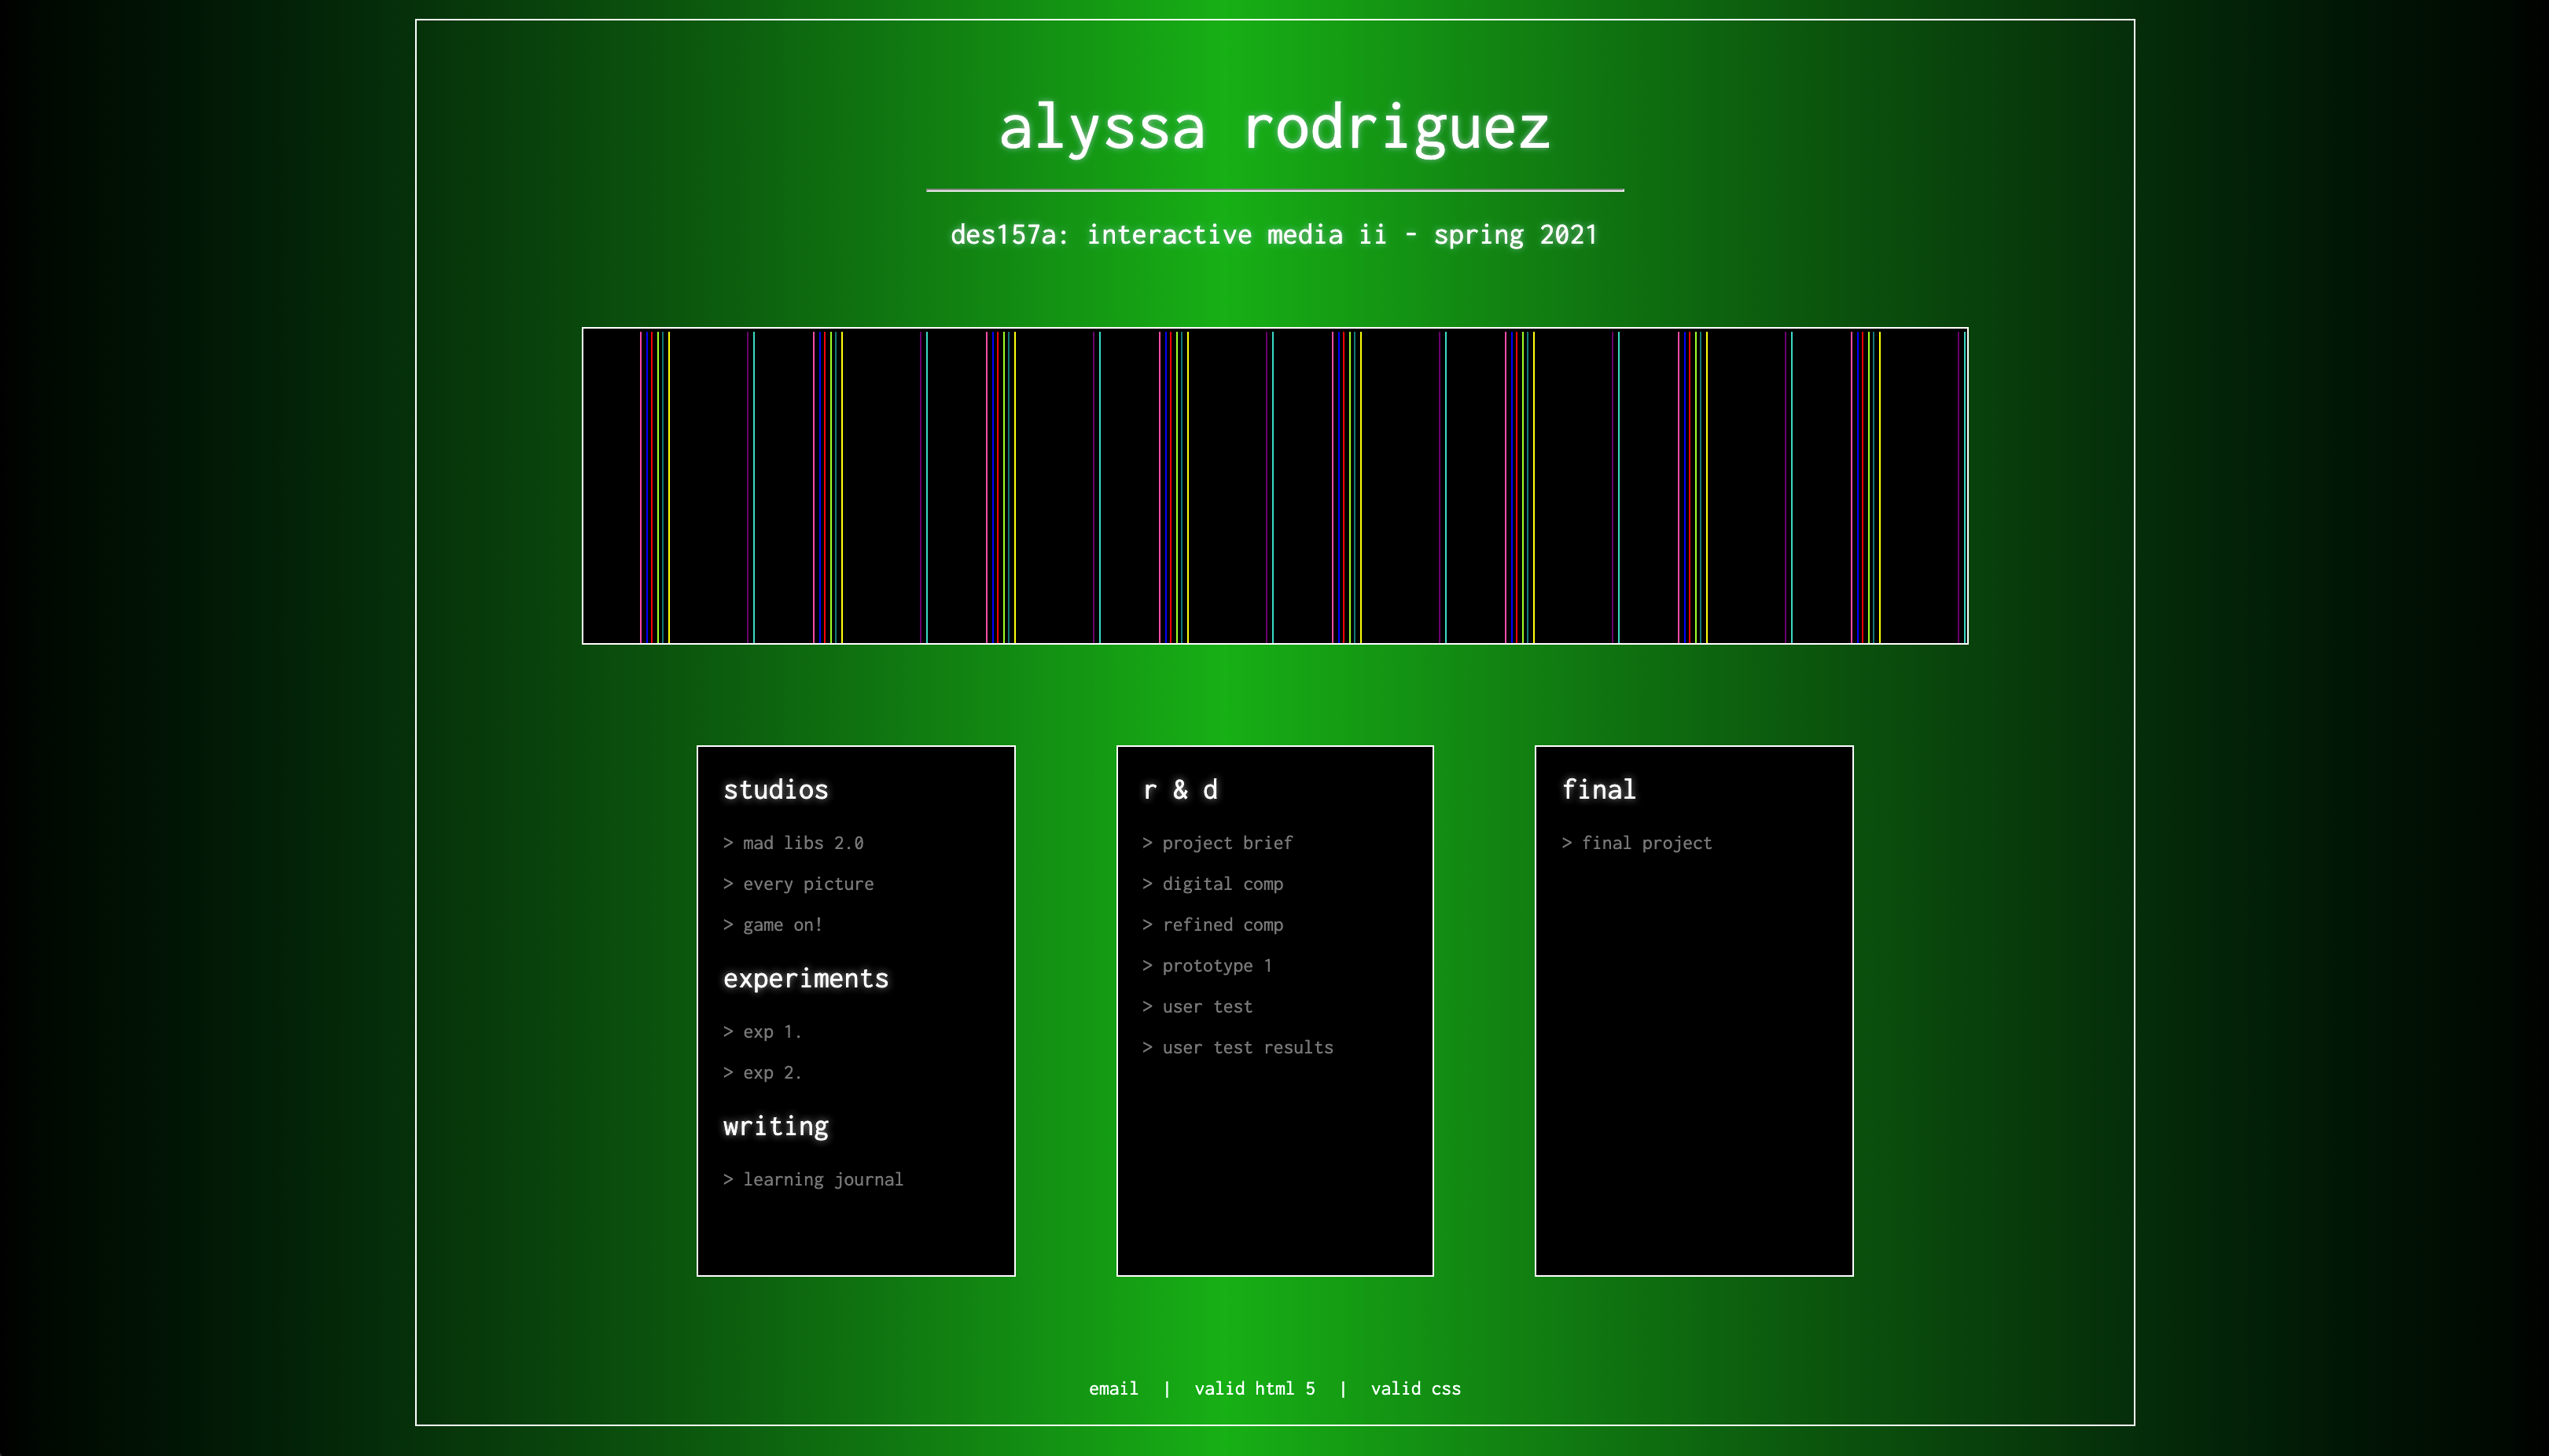 alyssa rodriguez
des157a: interactive media ii - spring 2021
studios
> mad libs 2.0
> every picture
> game on!
experiments
> exp 1.
> exp 2.
writing
> learning journal
r & d
> project brief
> digital comp
> refined comp
> prototype 1
> user test
> user test results
final
> final project
email | valid html 5 | valid css